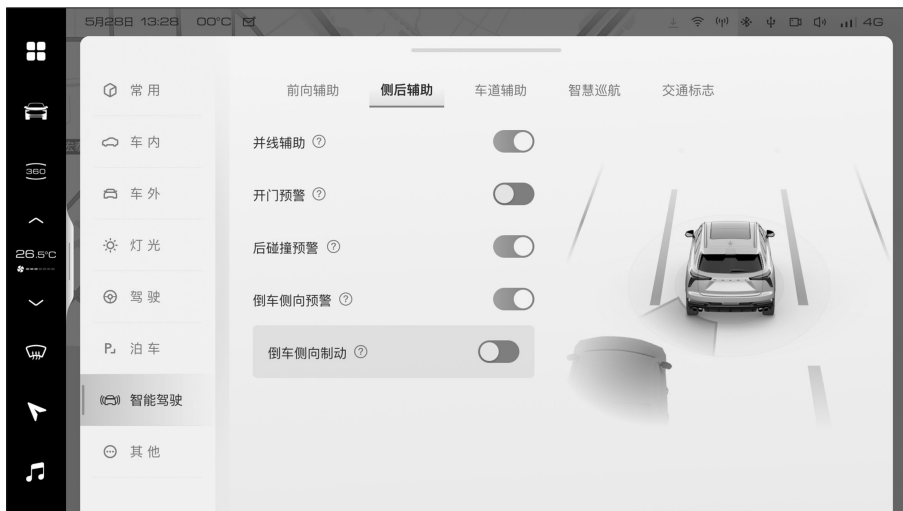 5月28日 13:28 00°C
4G
常用
车内
车外
灯光
驾驶
泊车
智能驾驶
其他
360
26.5°C
前向辅助 侧后辅助 车道辅助 智慧巡航 交通标志
并线辅助
开门预警
后碰撞预警
倒车侧向预警
倒车侧向制动